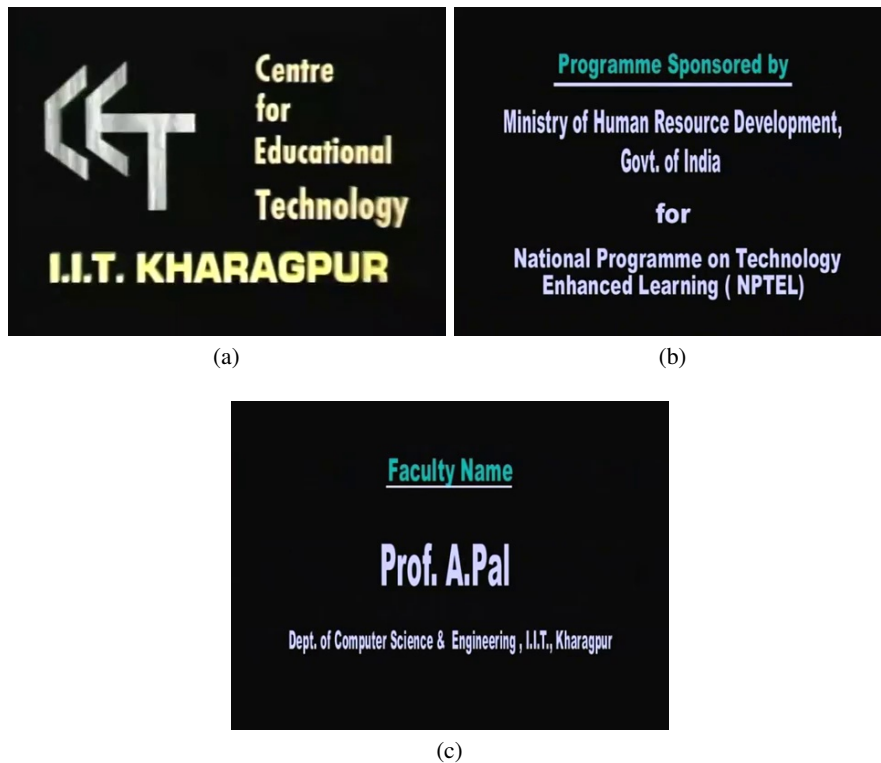 CET
Centre
for
Educational
Technology
I.I.T. KHARAGPUR
(a)
Programme Sponsored by
Ministry of Human Resource Development,
Govt. of India
for
National Programme on Technology
Enhanced Learning ( NPTEL)
(b)
Faculty Name
Prof. A.Pal
Dept. of Computer Science & Engineering , I.I.T., Kharagpur
(c)